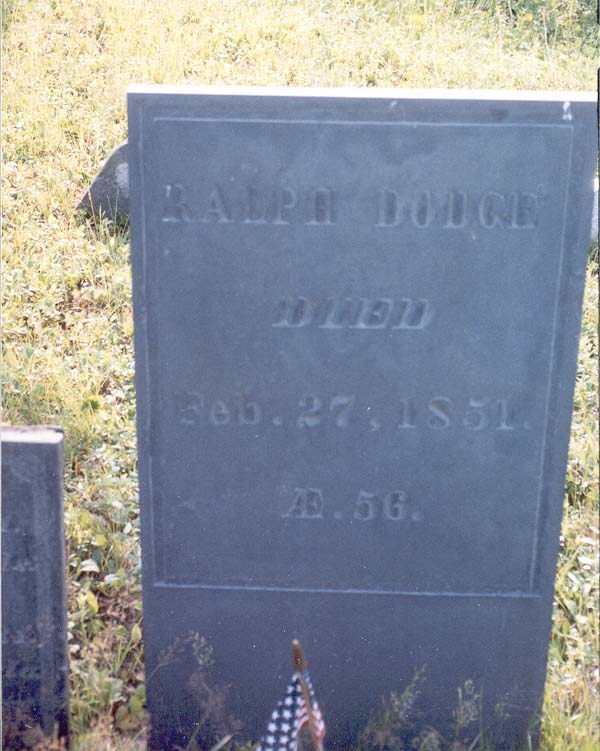 RALPH DODGE
DIED
Feb. 27, 1851.
Æ. 56.